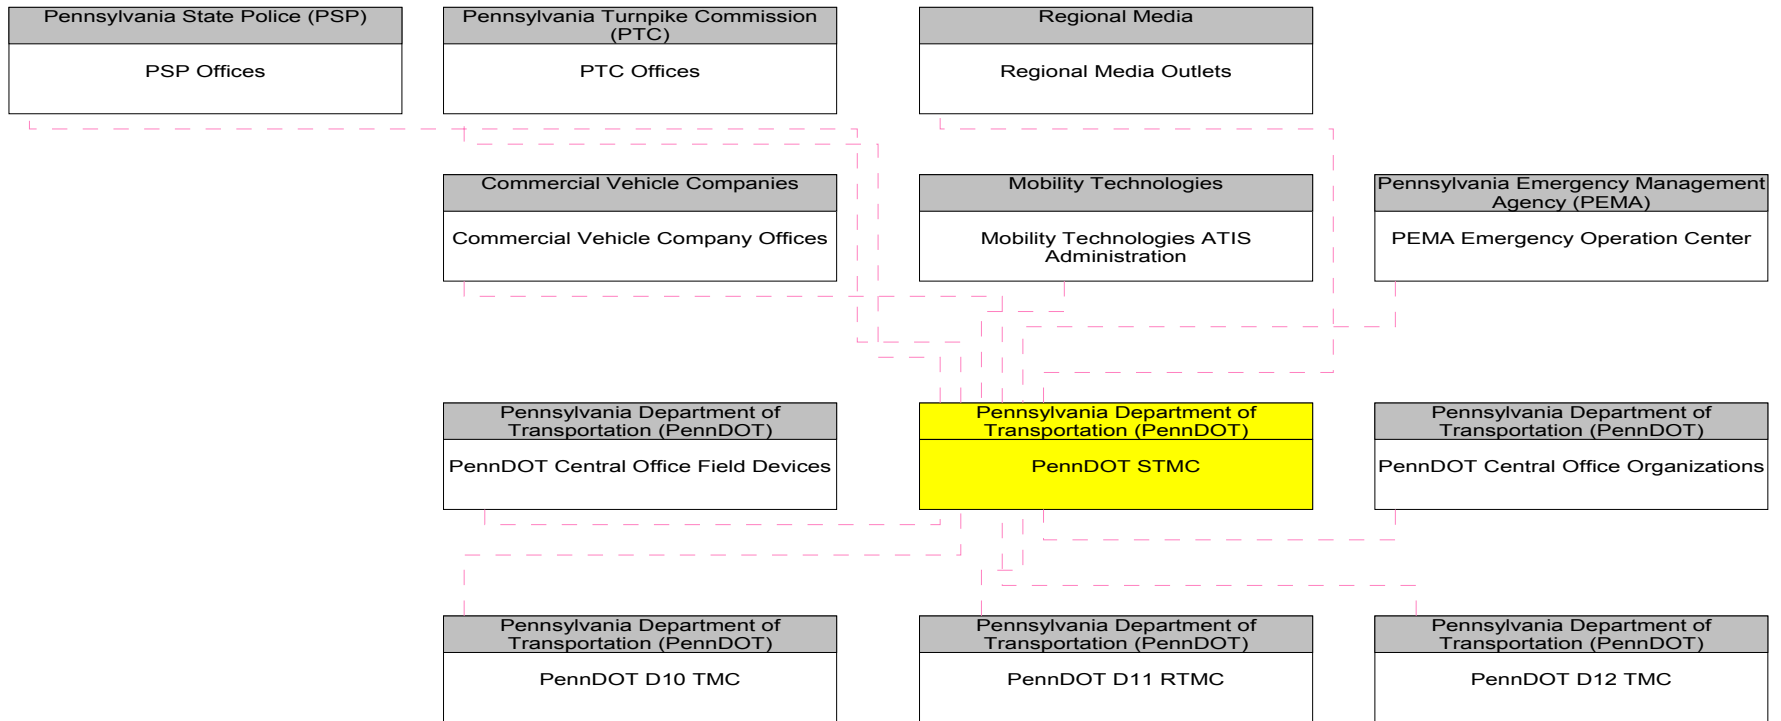 Pennsylvania State Police (PSP)
PSP Offices
Pennsylvania Turnpike Commission
(PTC)
PTC Offices
Regional Media
Regional Media Outlets
Commercial Vehicle Companies
Commercial Vehicle Company Offices
Mobility Technologies
Mobility Technologies ATIS
Administration
Pennsylvania Emergency Management
Agency (PEMA)
PEMA Emergency Operation Center
Pennsylvania Department of
Transportation (PennDOT)
PennDOT Central Office Field Devices
Pennsylvania Department of
Transportation (PennDOT)
PennDOT STMC
Pennsylvania Department of
Transportation (PennDOT)
PennDOT Central Office Organizations
Pennsylvania Department of
Transportation (PennDOT)
PennDOT D10 TMC
Pennsylvania Department of
Transportation (PennDOT)
PennDOT D11 RTMC
Pennsylvania Department of
Transportation (PennDOT)
PennDOT D12 TMC